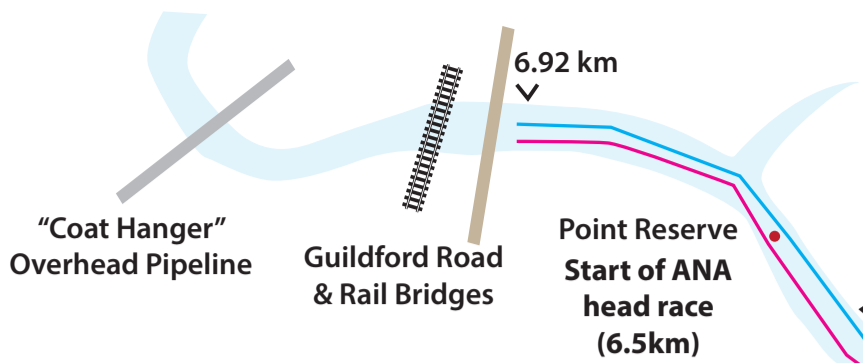 6.92 km
“Coat Hanger”
Overhead Pipeline
Guildford Road
& Rail Bridges
Point Reserve
Start of ANA
head race
(6.5km)